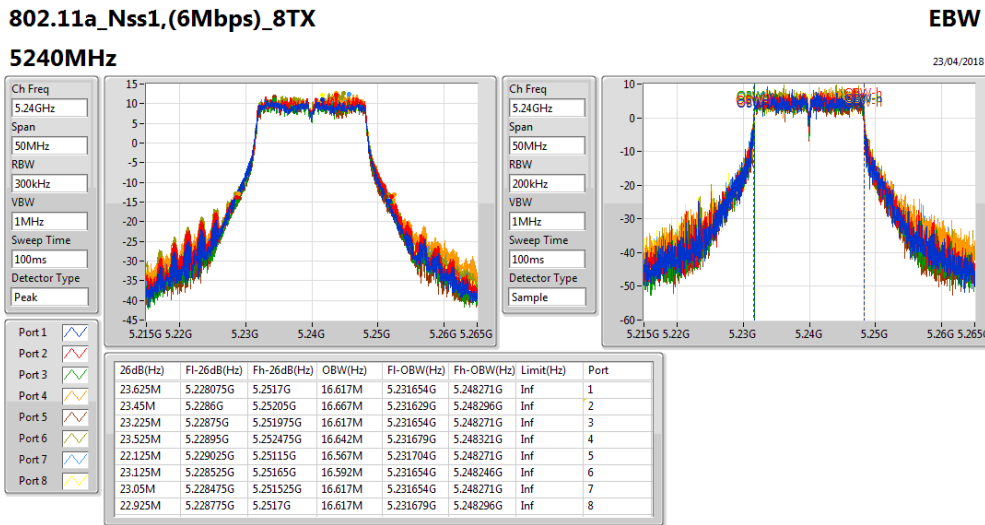 802.11a_Nss1,(6Mbps)_8TX
EBW
5240MHz
23/04/2018
Ch Freq
5.24GHz
Span
50MHz
RBW
300kHz
VBW
1MHz
Sweep Time
100ms
Detector Type
Peak
15
10
5
0
-5
-10
-15
-20
-25
-30
-35
-40
-45
5.215G 5.22G 5.23G 5.24G 5.25G 5.26G 5.265G
Ch Freq
5.24GHz
Span
50MHz
RBW
200kHz
VBW
1MHz
Sweep Time
100ms
Detector Type
Sample
10
0
-10
-20
-30
-40
-50
-60
5.215G 5.22G 5.23G 5.24G 5.25G 5.26G
Port 1
Port 2
Port 3
Port 4
Port 5
Port 6
Port 7
Port 8
26dB(Hz) Fl-26dB(Hz) Fh-26dB(Hz) OBW(Hz) Fl-OBW(Hz) Fh-OBW(Hz) Limit(Hz) Port
23.625M 5.228075G 5.2517G 16.617M 5.231654G 5.248271G Inf 1
23.45M 5.2286G 5.25205G 16.667M 5.231629G 5.248296G Inf 2
23.225M 5.22875G 5.251975G 16.617M 5.231654G 5.248271G Inf 3
23.525M 5.22895G 5.252475G 16.642M 5.231679G 5.248321G Inf 4
22.125M 5.229025G 5.25115G 16.567M 5.231704G 5.248271G Inf 5
23.125M 5.228525G 5.25165G 16.592M 5.231654G 5.248246G Inf 6
23.05M 5.228475G 5.251525G 16.617M 5.231654G 5.248271G Inf 7
22.925M 5.228775G 5.2517G 16.617M 5.231679G 5.248296G Inf 8